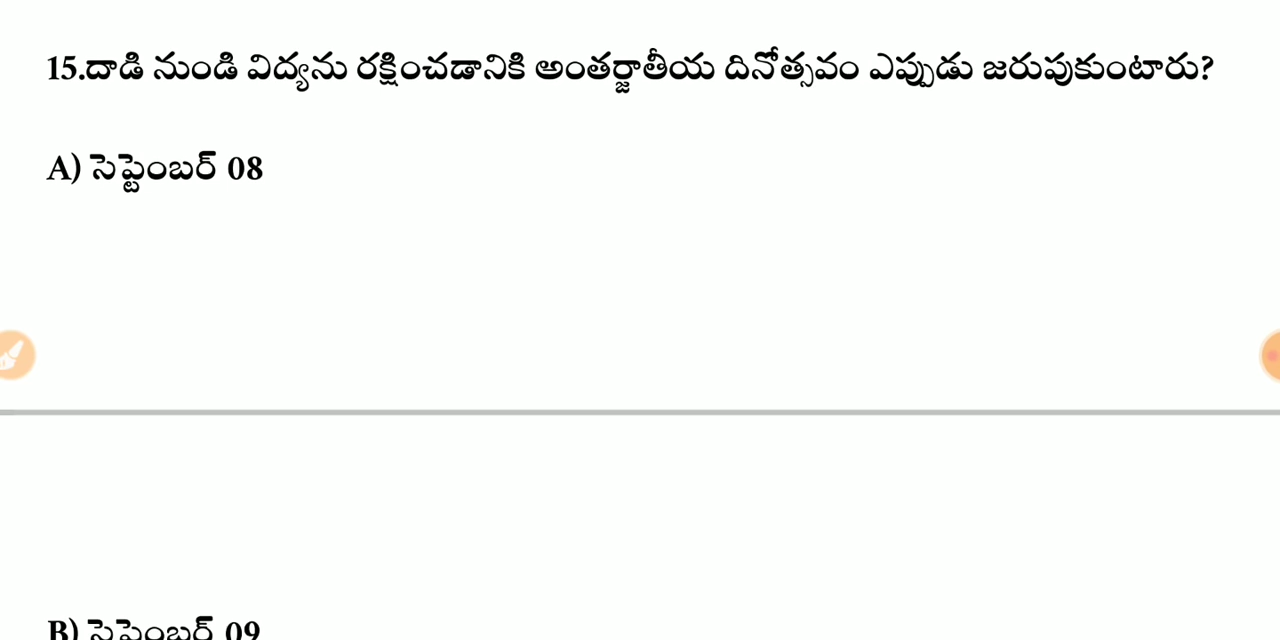 15.దాడి నుండి విద్యను రక్షించడానికి అంతర్జాతీయ దినోత్సవం ఎప్పుడు జరుపుకుంటారు?
A) సెప్టెంబర్ 08
B) సెప్టెంబర్ 09